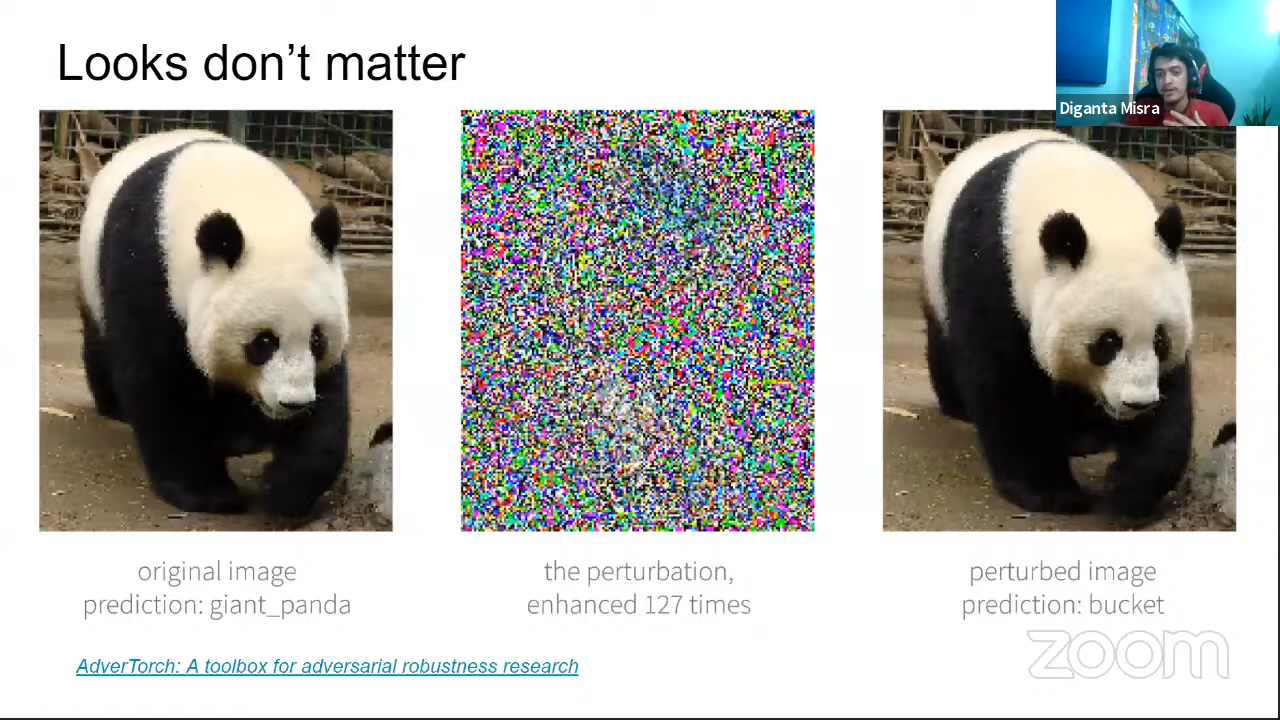 Looks don't matter
Diganta Misra
original image
prediction: giant_panda
the perturbation,
enhanced 127 times
perturbed image
prediction: bucket
AdverTorch: A toolbox for adversarial robustness research
zoom